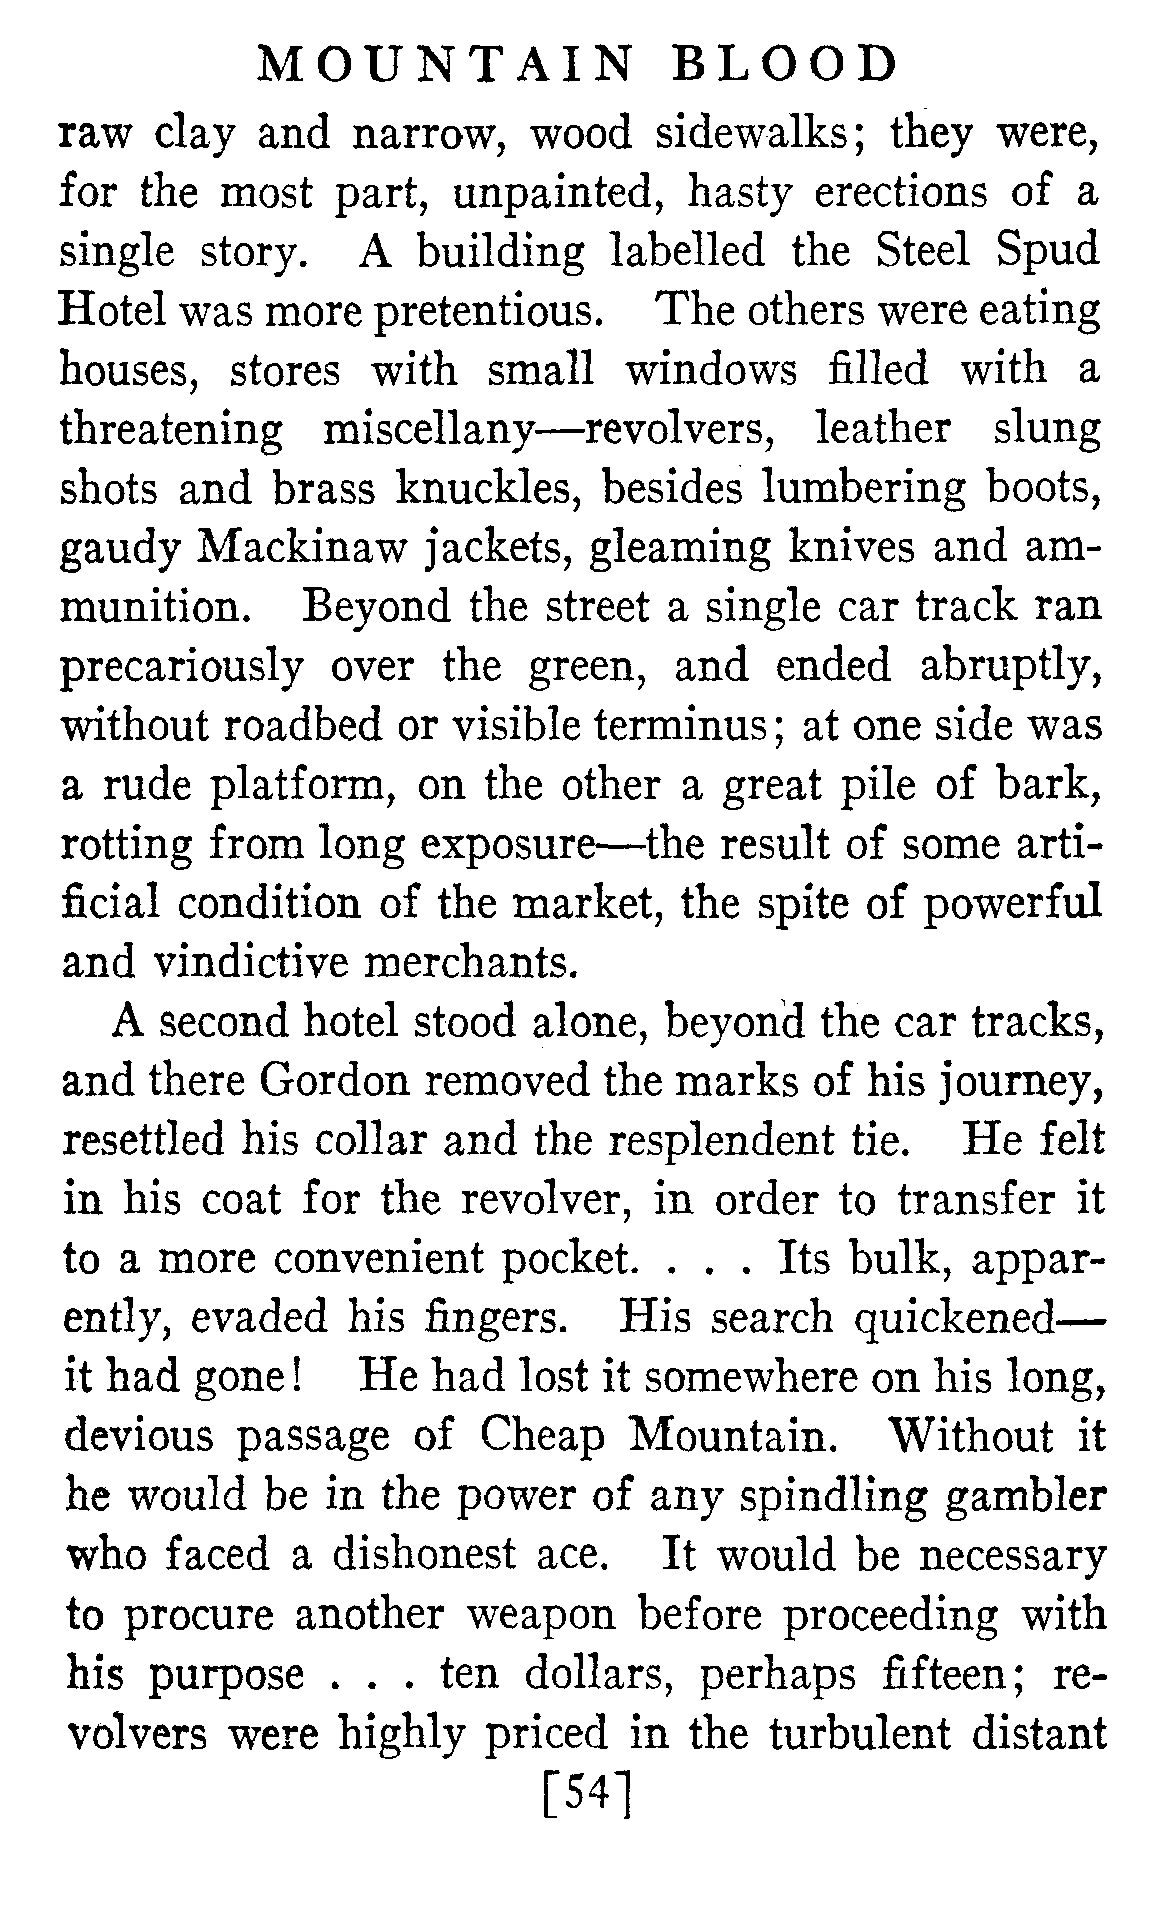 MOUNTAIN BLOOD
raw clay and narrow, wood sidewalks; they were,
for the most part, unpainted, hasty erections of a
single story. A building labelled the Steel Spud
Hotel was more pretentious. The others were eating
houses, stores with small windows filled with a
threatening miscellany—revolvers, leather slung
shots and brass knuckles, besides lumbering boots,
gaudy Mackinaw jackets, gleaming knives and am-
munition. Beyond the street a single car track ran
precariously over the green, and ended abruptly,
without roadbed or visible terminus; at one side was
a rude platform, on the other a great pile of bark,
rotting from long exposure—the result of some arti-
ficial condition of the market, the spite of powerful
and vindictive merchants.
A second hotel stood alone, beyond the car tracks,
and there Gordon removed the marks of his journey,
resettled his collar and the resplendent tie. He felt
in his coat for the revolver, in order to transfer it
to a more convenient pocket. . . . Its bulk, appar-
ently, evaded his fingers. His search quickened—
it had gone! He had lost it somewhere on his long,
devious passage of Cheap Mountain. Without it
he would be in the power of any spindling gambler
who faced a dishonest ace. It would be necessary
to procure another weapon before proceeding with
his purpose . . . ten dollars, perhaps fifteen; re-
volvers were highly priced in the turbulent distant
[54]